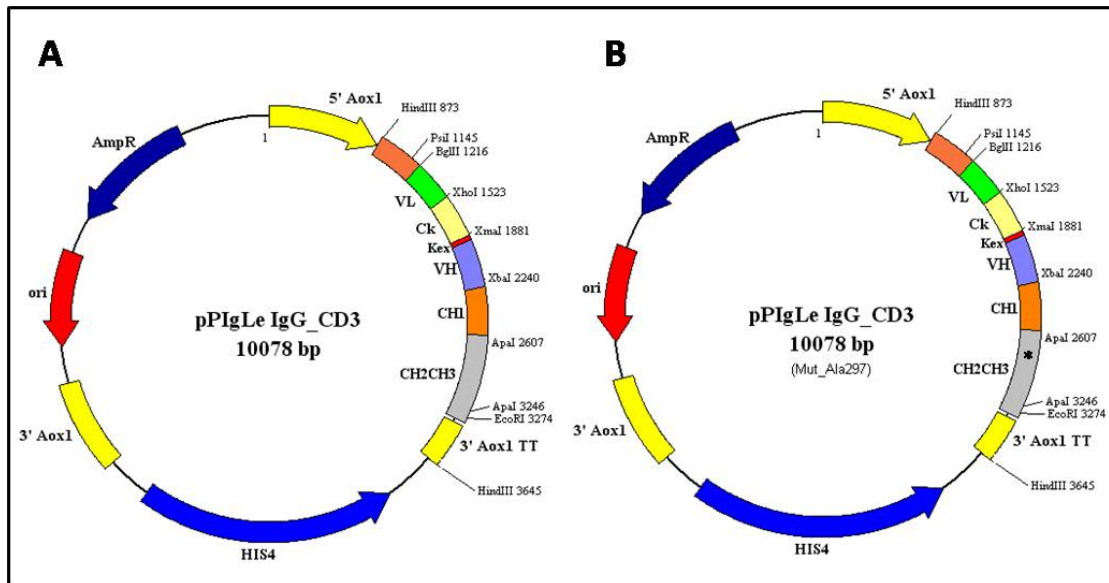 A
5' Aox1
HindIII 873
PsiI 1145
BglII 1216
VL
XhoI 1523
Ck
XmaI 1881
Kex
VH
XbaI 2240
CH1
ApaI 2607
CH2CH3
ApaI 3246
EcoRI 3274
3' Aox1 TT
HindIII 3645
HIS4
3' Aox1
ori
AmpR
1
pPIgLe IgG_CD3
10078 bp
B
5' Aox1
HindIII 873
PsiI 1145
BglII 1216
VL
XhoI 1523
Ck
XmaI 1881
Kex
VH
XbaI 2240
CH1
ApaI 2607
*
CH2CH3
ApaI 3246
EcoRI 3274
3' Aox1 TT
HindIII 3645
HIS4
3' Aox1
ori
AmpR
1
pPIgLe IgG_CD3
10078 bp
(Mut_Ala297)